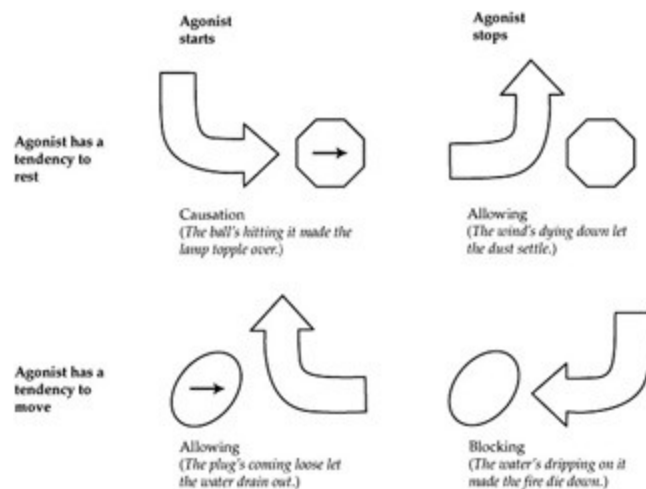 Agonist
starts
Agonist
stops
Agonist has a
tendency to
rest
Causation
(The ball's hitting it made the
lamp topple over.)
Allowing
(The wind's dying down let
the dust settle.)
Agonist has a
tendency to
move
Allowing
(The plug's coming loose let
the water drain out.)
Blocking
(The water's dripping on it
made the fire die down.)